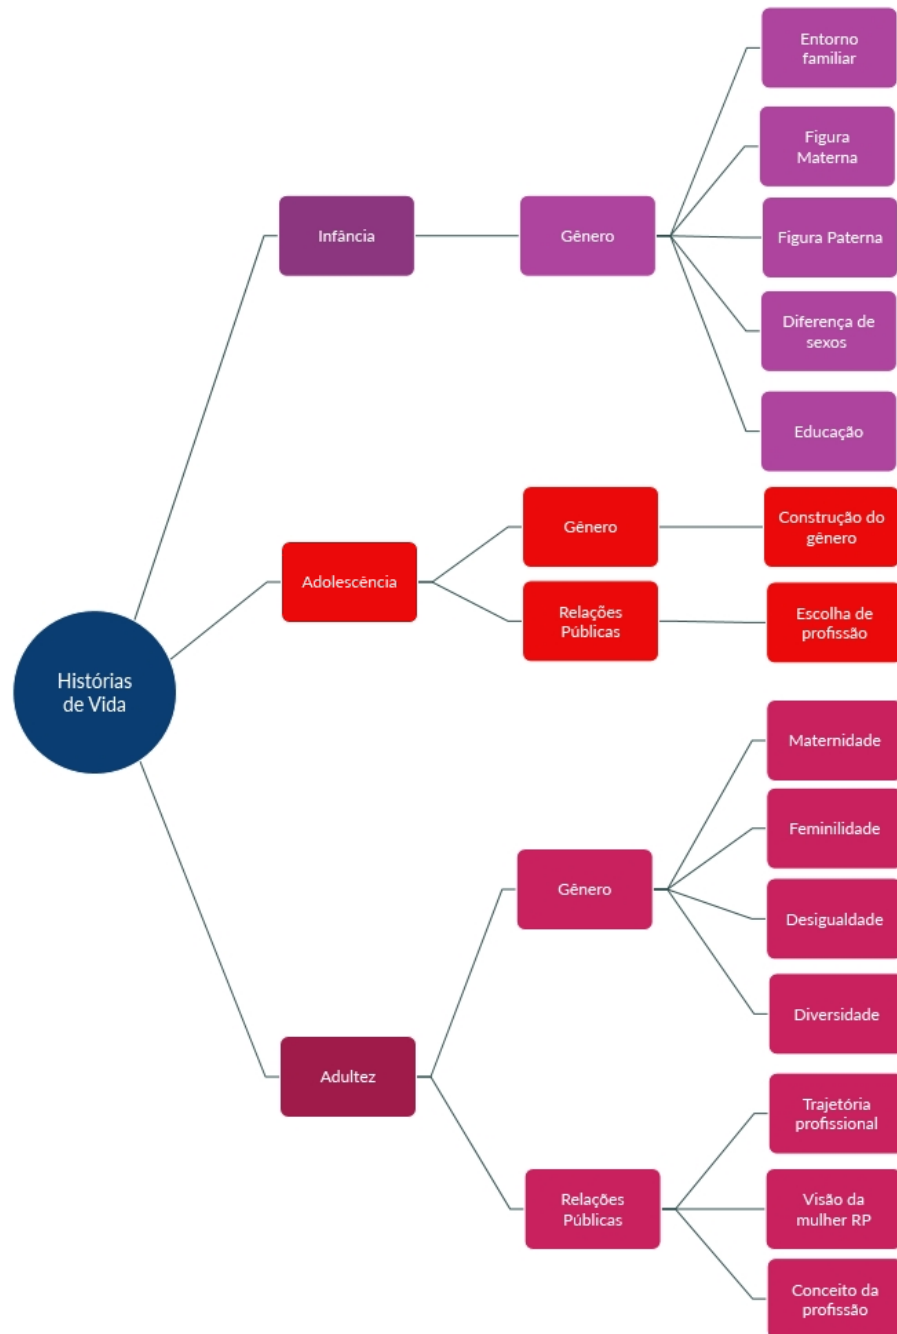 Entorno
familiar
Figura
Materna
Infância
Gênero
Figura Paterna
Diferença de
sexos
Educação
Gênero
Construção do
gênero
Adolescência
Relações
Públicas
Escolha de
profissão
Histórias
de Vida
Maternidade
Feminilidade
Gênero
Desigualdade
Diversidade
Adultez
Trajetória
profissional
Relações
Públicas
Visão da
mulher RP
Conceito da
profissão